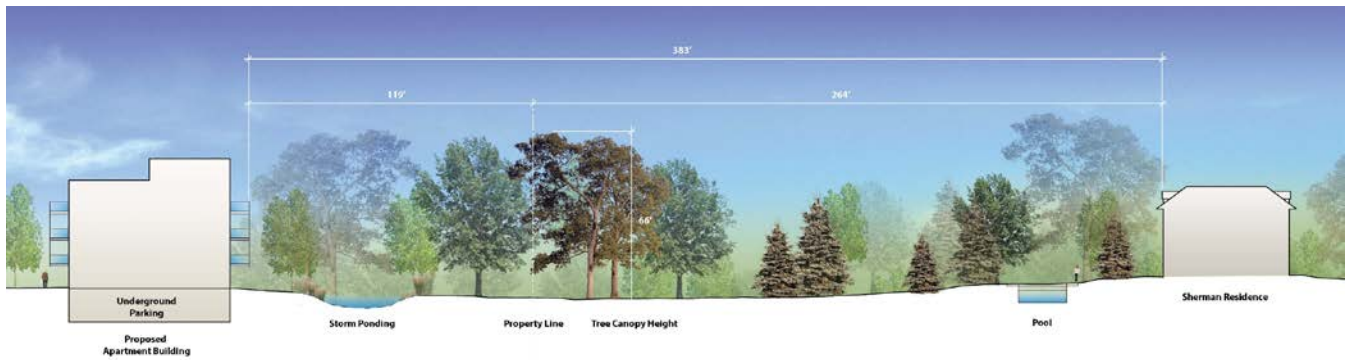 383'
119'
264'
66'
Underground
Parking
Sherman Residence
Storm Ponding
Property Line
Tree Canopy Height
Pool
Proposed
Apartment Building